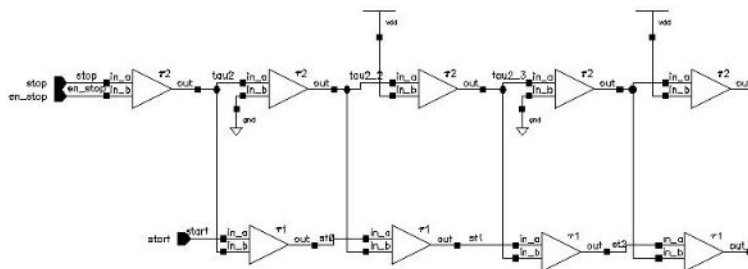 vdd vdd
τ2 τ2 τ2 τ2 τ2
stop stop in_a out tau2 in_a out tau2_2 in_a out tau2_3 in_a out in_a out
en_stop en_stop in_b in_b in_b in_b in_b
gnd gnd
τ1 τ1 τ1 τ1
start start in_a out st0 in_a out st1 in_a out st2 in_a out
in_b in_b in_b in_b